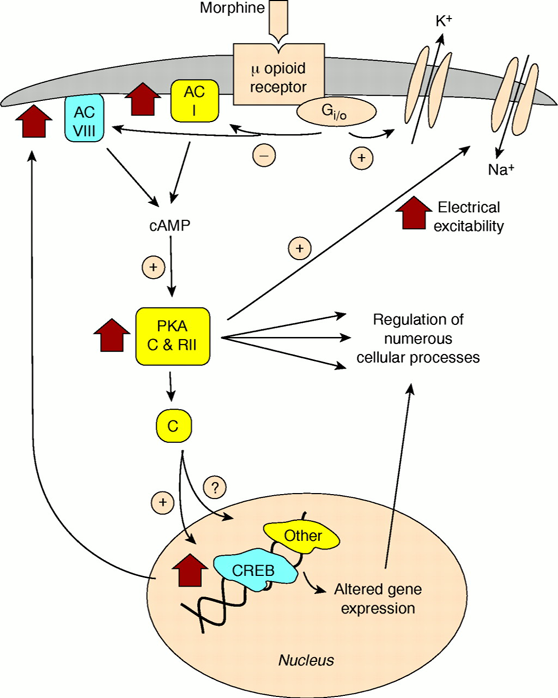 Morphine
K+
μ opioid
receptor
AC
I
AC
VIII
Gi/o
−
+
Na+
Electrical
excitability
cAMP
+
+
PKA
C & RII
Regulation of
numerous
cellular processes
C
+
?
Other
CREB
Altered gene
expression
Nucleus